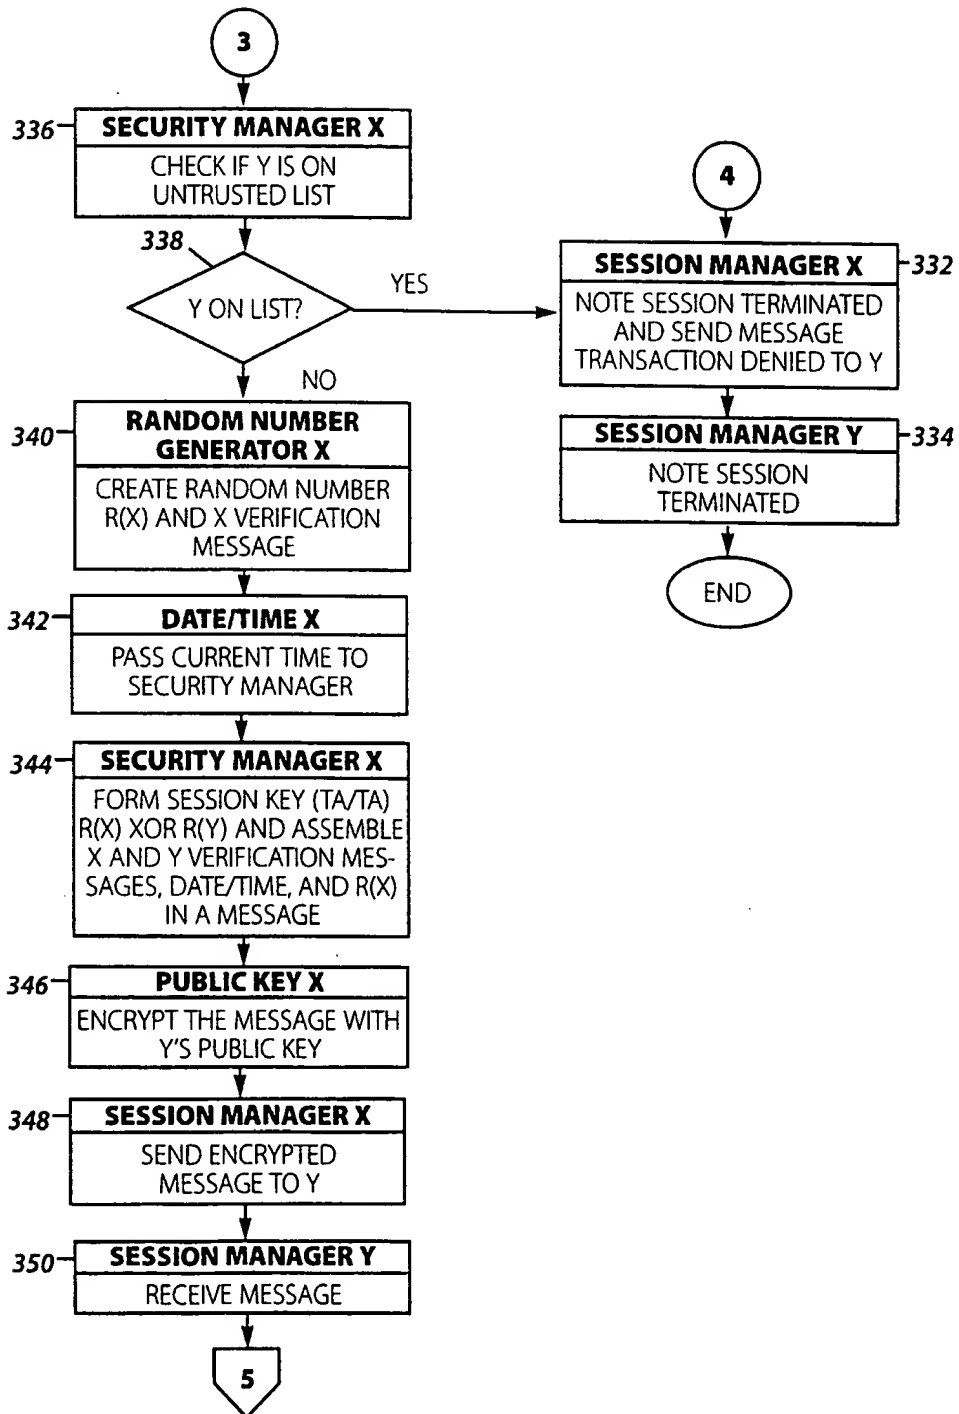 3
336
SECURITY MANAGER X
CHECK IF Y IS ON
UNTRUSTED LIST
338
Y ON LIST?
YES
NO
340
RANDOM NUMBER
GENERATOR X
CREATE RANDOM NUMBER
R(X) AND X VERIFICATION
MESSAGE
342
DATE/TIME X
PASS CURRENT TIME TO
SECURITY MANAGER
344
SECURITY MANAGER X
FORM SESSION KEY (TA/TA)
R(X) XOR R(Y) AND ASSEMBLE
X AND Y VERIFICATION MES-
SAGES, DATE/TIME, AND R(X)
IN A MESSAGE
346
PUBLIC KEY X
ENCRYPT THE MESSAGE WITH
Y'S PUBLIC KEY
348
SESSION MANAGER X
SEND ENCRYPTED
MESSAGE TO Y
350
SESSION MANAGER Y
RECEIVE MESSAGE
5
4
SESSION MANAGER X
332
NOTE SESSION TERMINATED
AND SEND MESSAGE
TRANSACTION DENIED TO Y
SESSION MANAGER Y
334
NOTE SESSION
TERMINATED
END